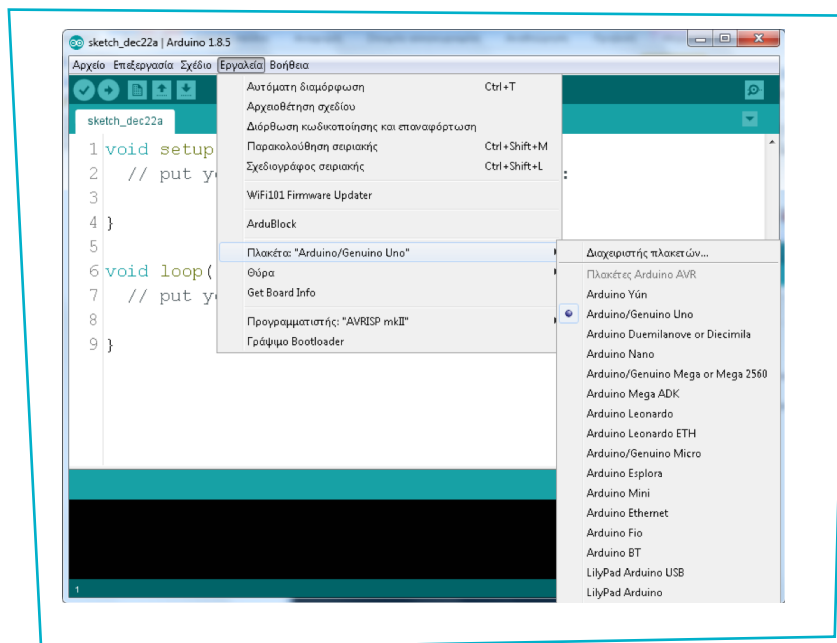 sketch_dec22a | Arduino 1.8.5
Αρχείο Επεξεργασία Σχέδιο Εργαλεία Βοήθεια
sketch_dec22a
Αυτόματη διαμόρφωση Ctrl+T
Αρχειοθέτηση σχεδίου
Διόρθωση κωδικοποίησης και επαναφόρτωση
Παρακολούθηση σειριακής Ctrl+Shift+M
Σχεδιογράφος σειριακής Ctrl+Shift+L
WiFi101 Firmware Updater
ArduBlock
Πλακέτα: "Arduino/Genuino Uno"
Θύρα
Get Board Info
Προγραμματιστής: "AVRISP mkII"
Γράψιμο Bootloader
1 void setup
2 // put y :
3
4 }
5
6 void loop(
7 // put y
8
9 }
Διαχειριστής πλακετών...
Πλακέτες Arduino AVR
Arduino Yún
Arduino/Genuino Uno
Arduino Duemilanove or Diecimila
Arduino Nano
Arduino/Genuino Mega or Mega 2560
Arduino Mega ADK
Arduino Leonardo
Arduino Leonardo ETH
Arduino/Genuino Micro
Arduino Esplora
Arduino Mini
Arduino Ethernet
Arduino Fio
Arduino BT
LilyPad Arduino USB
LilyPad Arduino
1